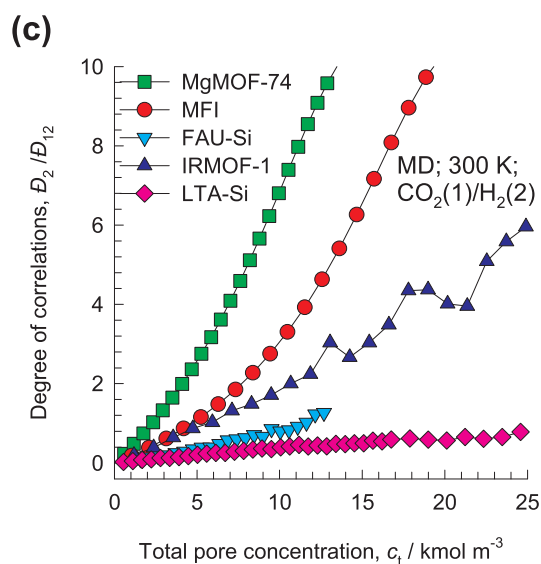 (c)
10
8
6
4
2
0
Degree of correlations, Đ₂/Đ₁₂
MgMOF-74
MFI
FAU-Si
IRMOF-1
LTA-Si
MD; 300 K;
CO₂(1)/H₂(2)
0 5 10 15 20 25
Total pore concentration, cₜ / kmol m⁻³